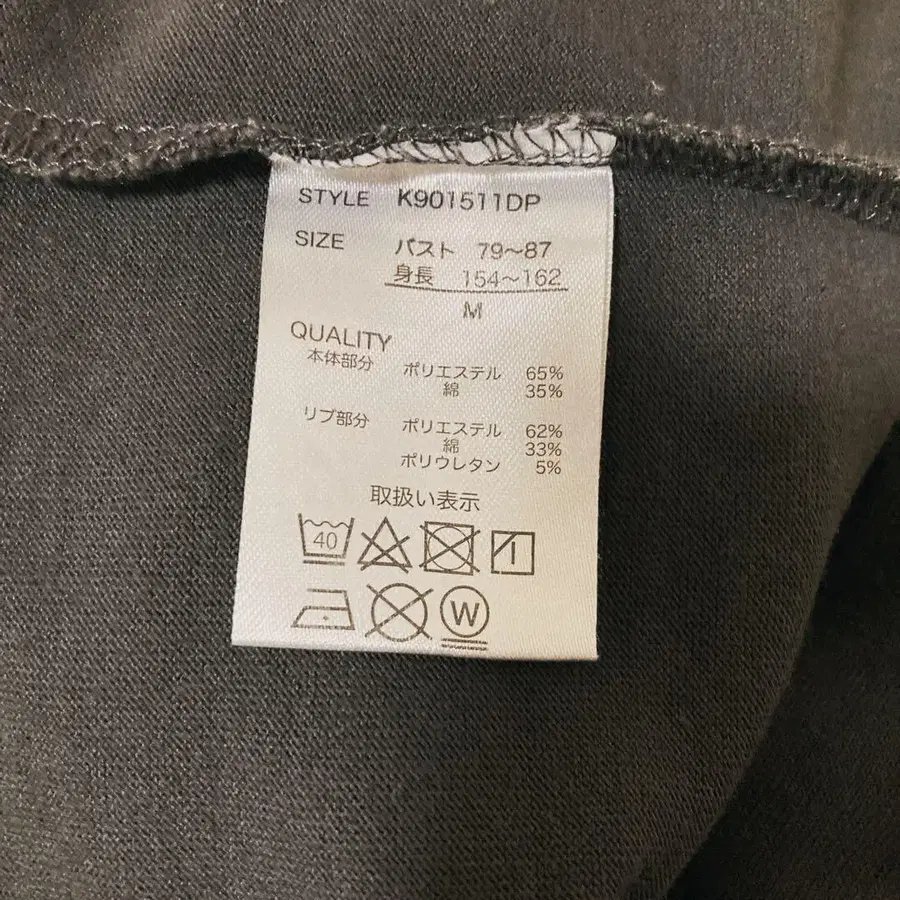 STYLE K901511DP
SIZE バスト 79〜87
身長 154〜162
M
QUALITY
本体部分 ポリエステル 65%
綿 35%
リブ部分 ポリエステル 62%
綿 33%
ポリウレタン 5%
取扱い表示
40
W